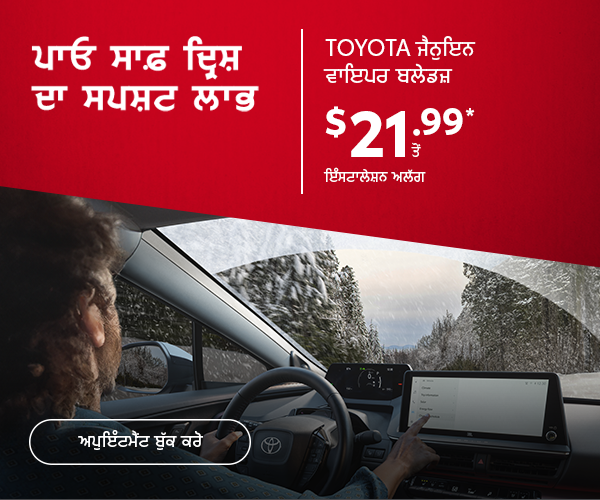 ਪਾਓ ਸਾਫ਼ ਦ੍ਰਿਸ਼
ਦਾ ਸਪਸ਼ਟ ਲਾਭ
TOYOTA ਜੈਨੁਇਨ
ਵਾਇਪਰ ਬਲੇਡਜ਼
$21.99*
ਤੋਂ
ਇੰਸਟਾਲੇਸ਼ਨ ਅਲੱਗ
ਅਪੁਇੰਟਮੈਂਟ ਬੁੱਕ ਕਰੋ